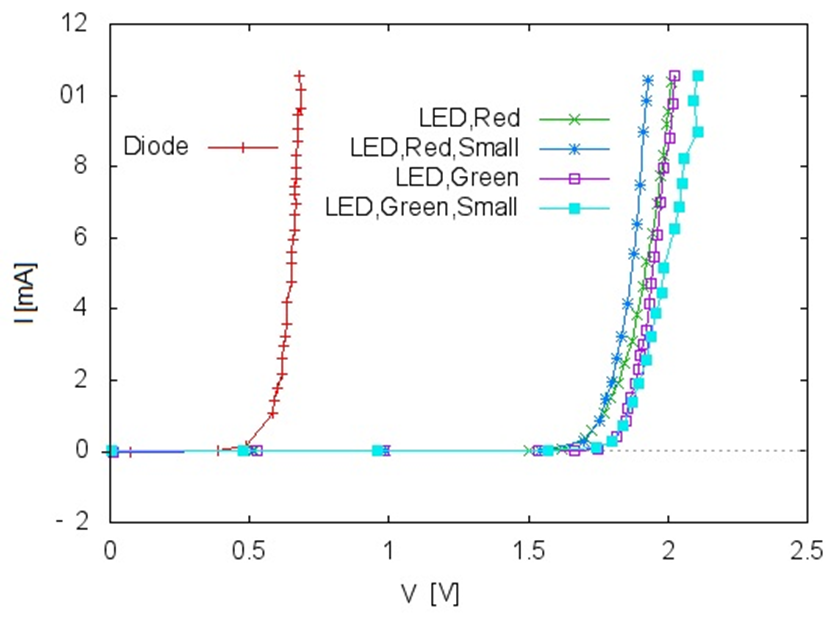 12
01
8
6
4
2
0
- 2
I [mA]
Diode
LED,Red
LED,Red,Small
LED,Green
LED,Green,Small
0
0.5
1
1.5
2
2.5
V [V]